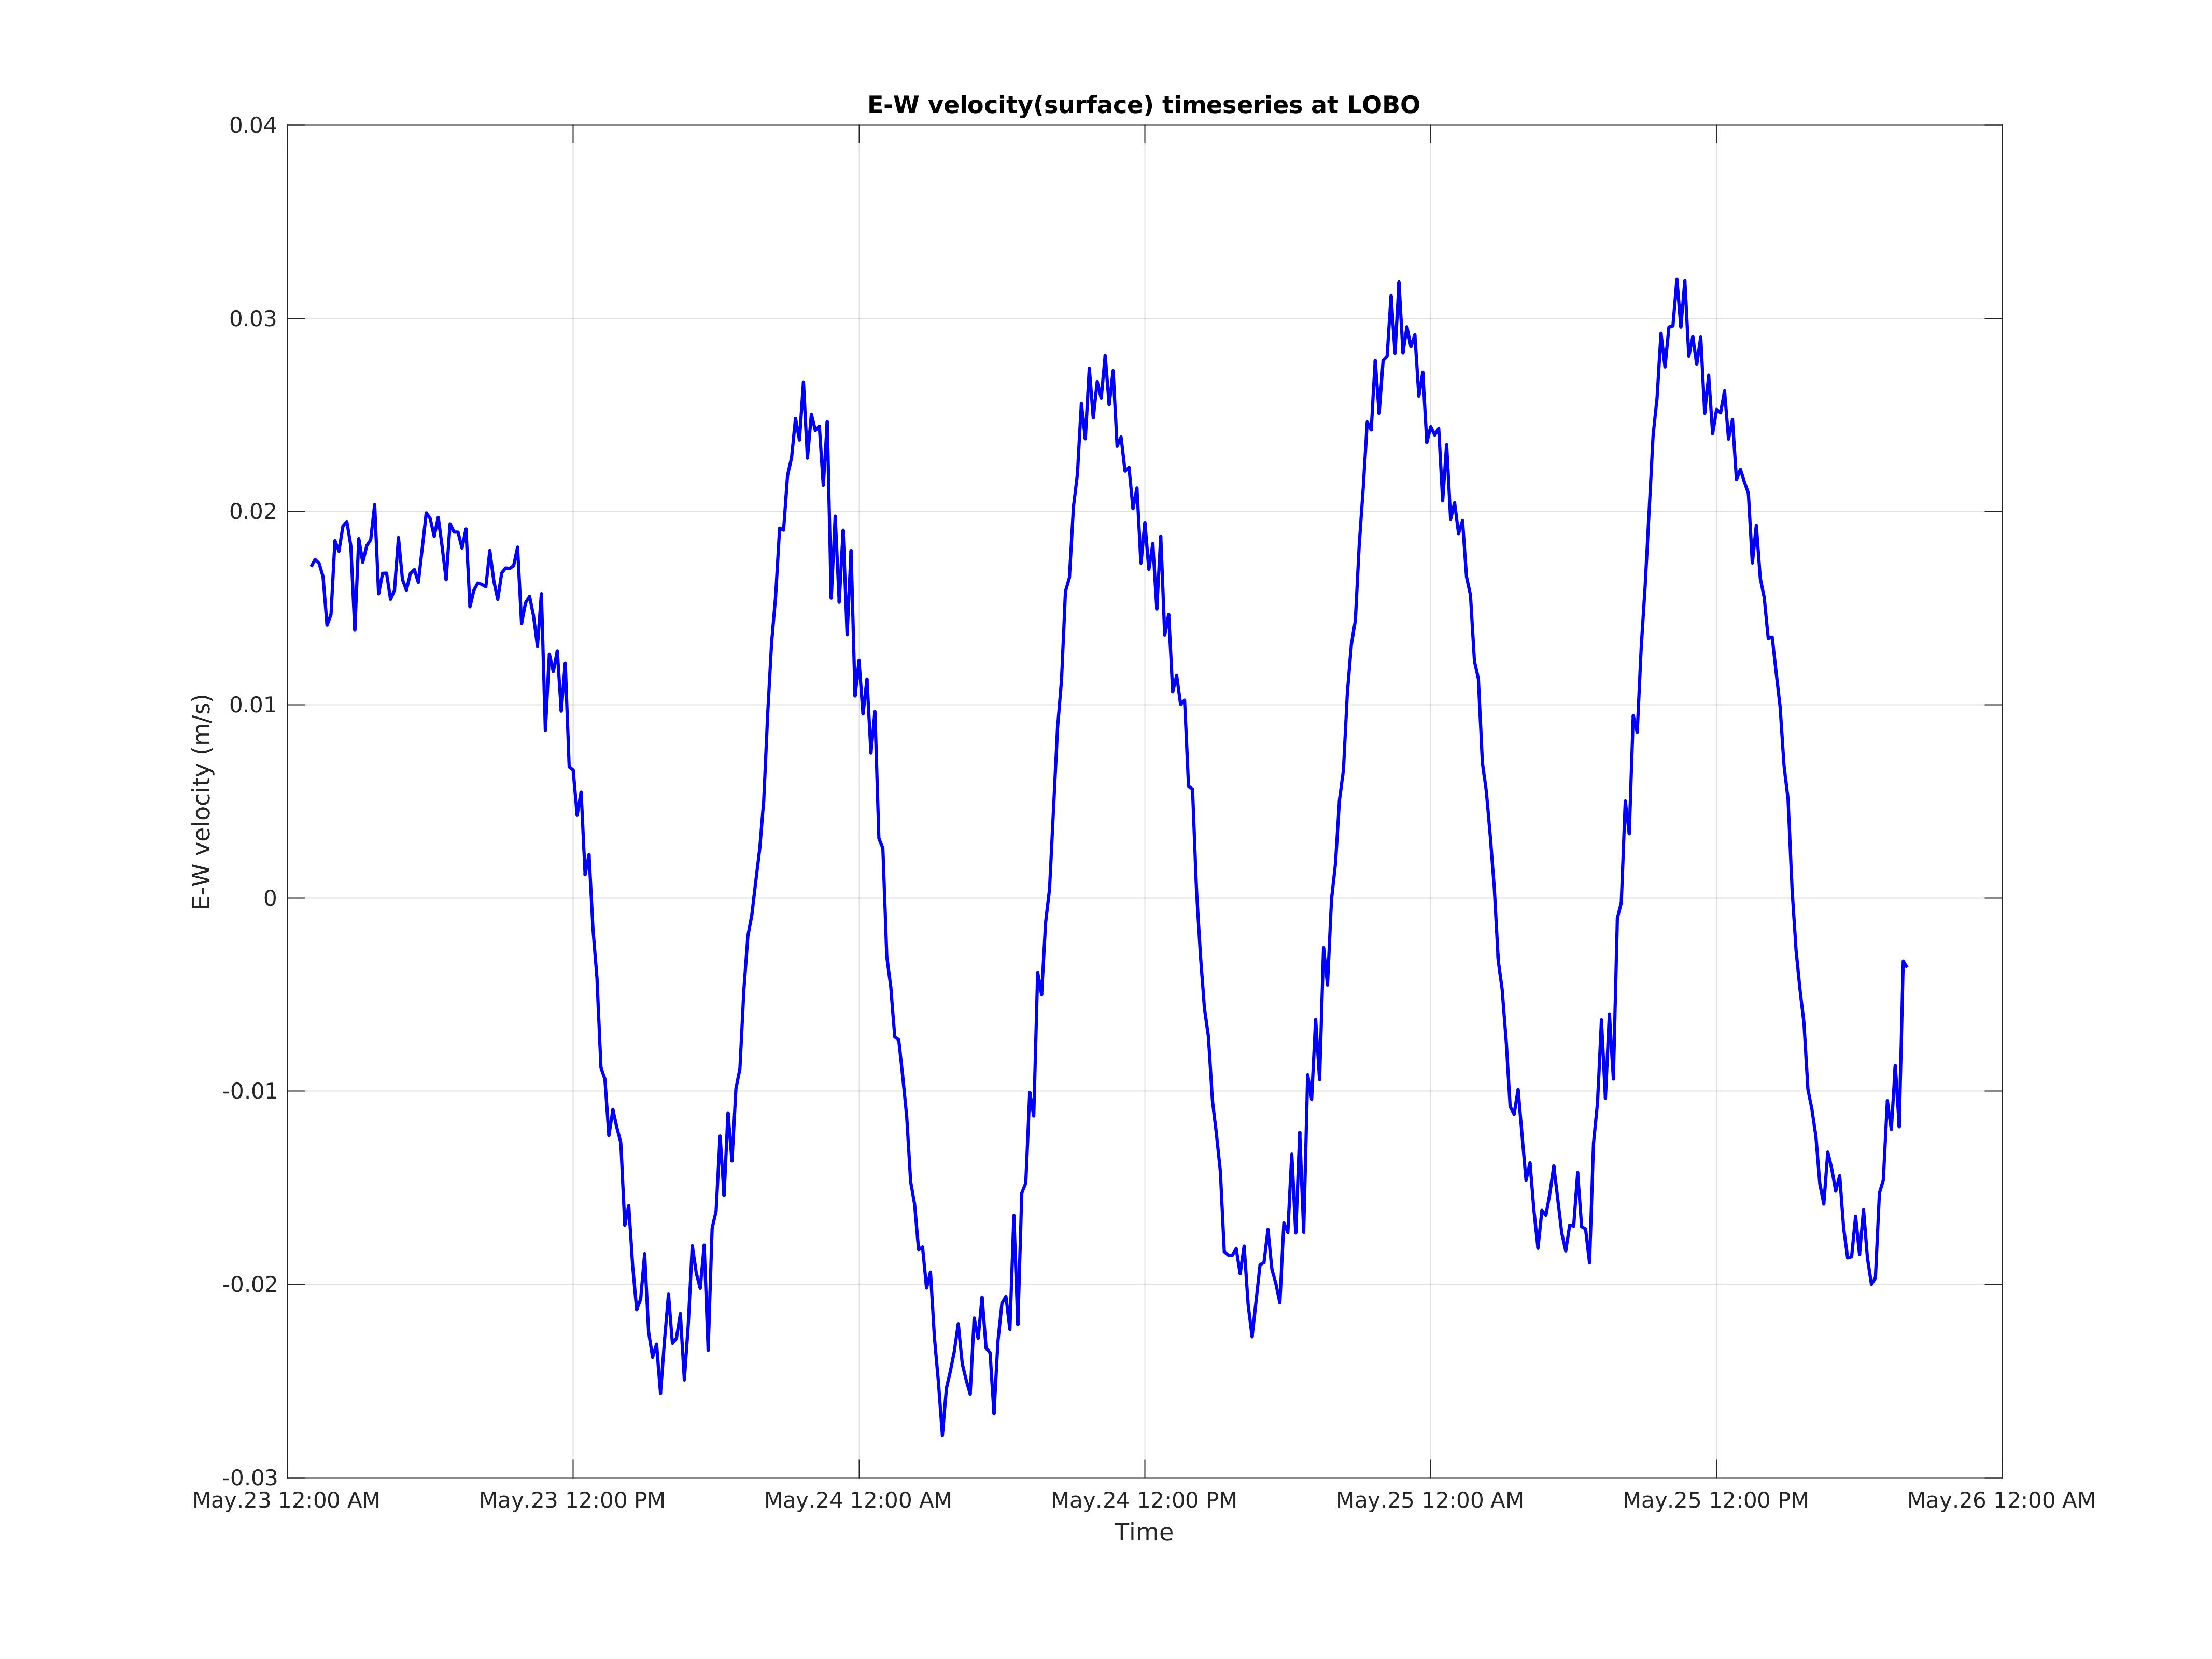 E-W velocity(surface) timeseries at LOBO
0.04
0.03
0.02
0.01
0
-0.01
-0.02
-0.03
E-W velocity (m/s)
May.23 12:00 AM May.23 12:00 PM May.24 12:00 AM May.24 12:00 PM May.25 12:00 AM May.25 12:00 PM May.26 12:00 AM
Time